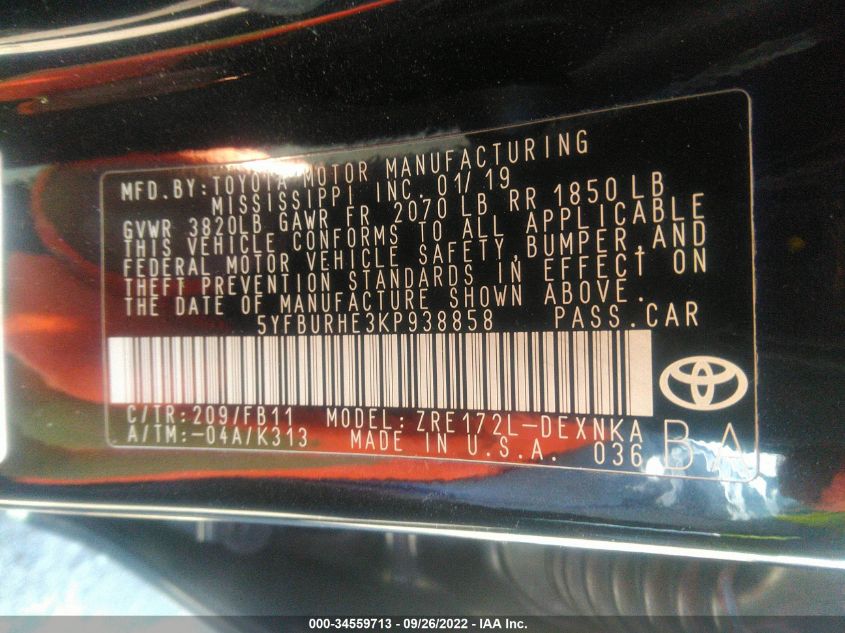 MFD.BY:TOYOTA MOTOR MANUFACTURING
MISSISSIPPI INC.01/19
GVWR 3820LB GAWR FR 2070 LB RR 1850 LB
THIS VEHICLE CONFORMS TO ALL APPLICABLE
FEDERAL MOTOR VEHICLE SAFETY,BUMPER,AND
THEFT PREVENTION STANDARDS IN EFFECT ON
THE DATE OF MANUFACTURE SHOWN ABOVE.
5YFBURHE3KP938858 PASS.CAR
C/TR:209/FB11 MODEL:ZRE172L-DEXNKA
A/TM:-04A/K313 MADE IN U.S.A. 036 BA
000-34559713 - 09/26/2022 - IAA Inc.